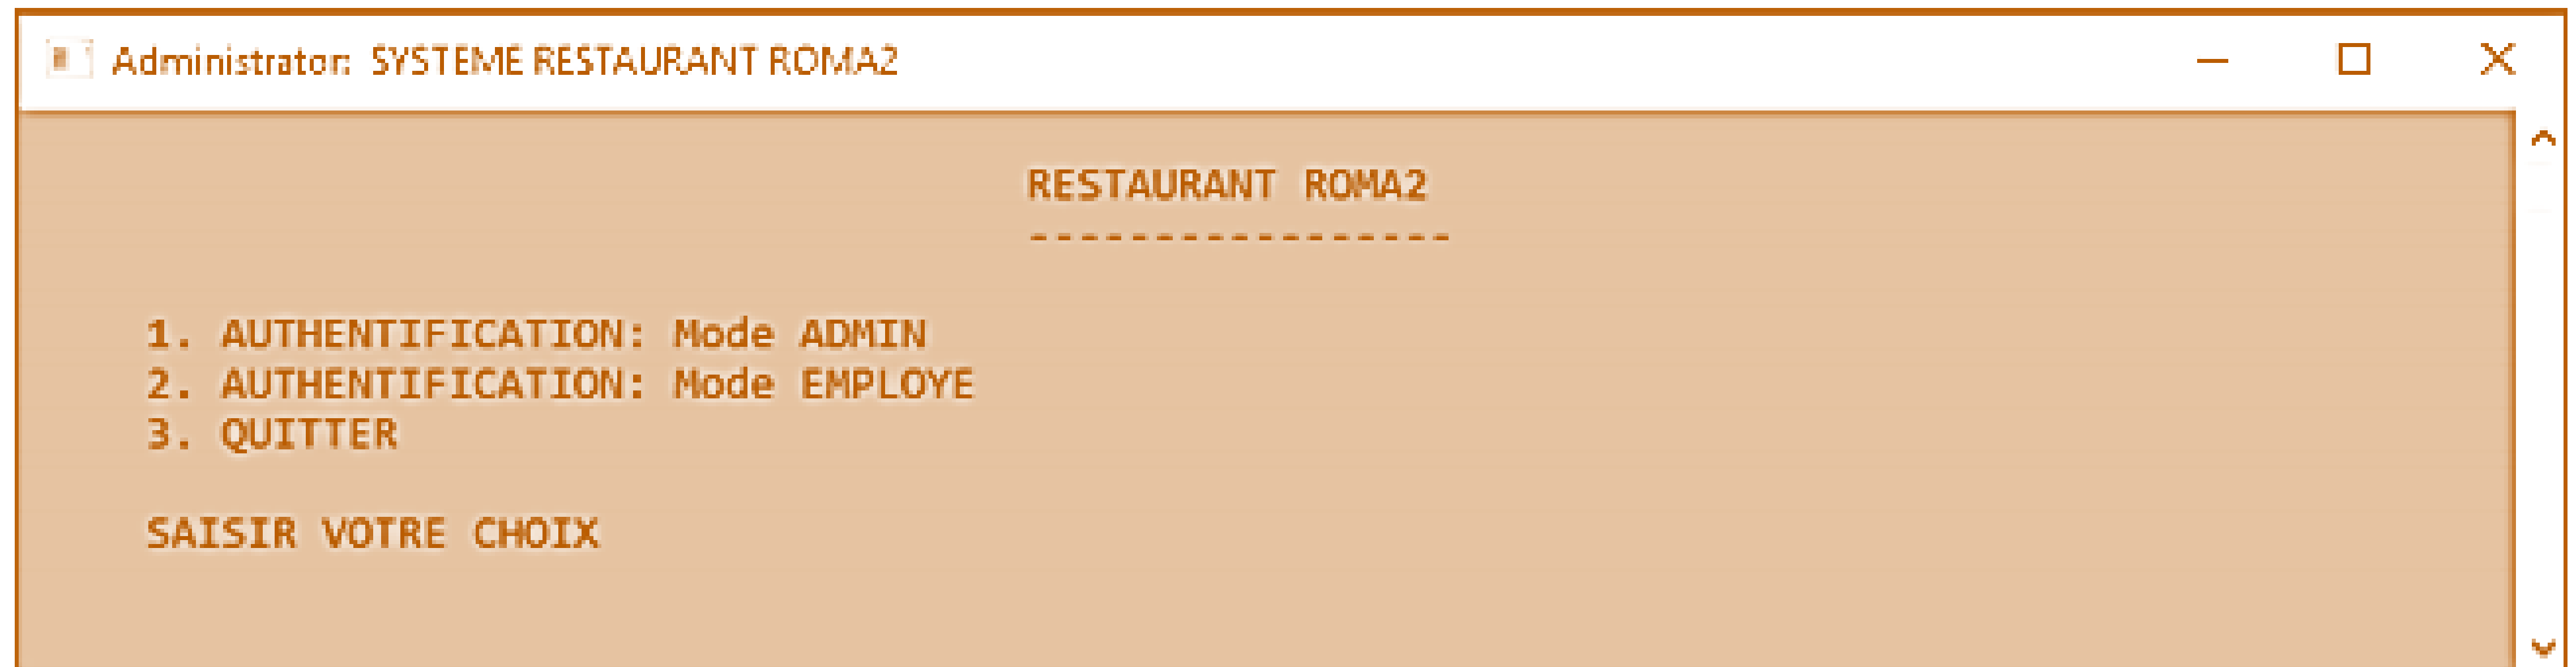 Administrator: SYSTEME RESTAURANT ROMA2
RESTAURANT ROMA2
-----------------
1. AUTHENTIFICATION: Mode ADMIN
2. AUTHENTIFICATION: Mode EMPLOYE
3. QUITTER
SAISIR VOTRE CHOIX